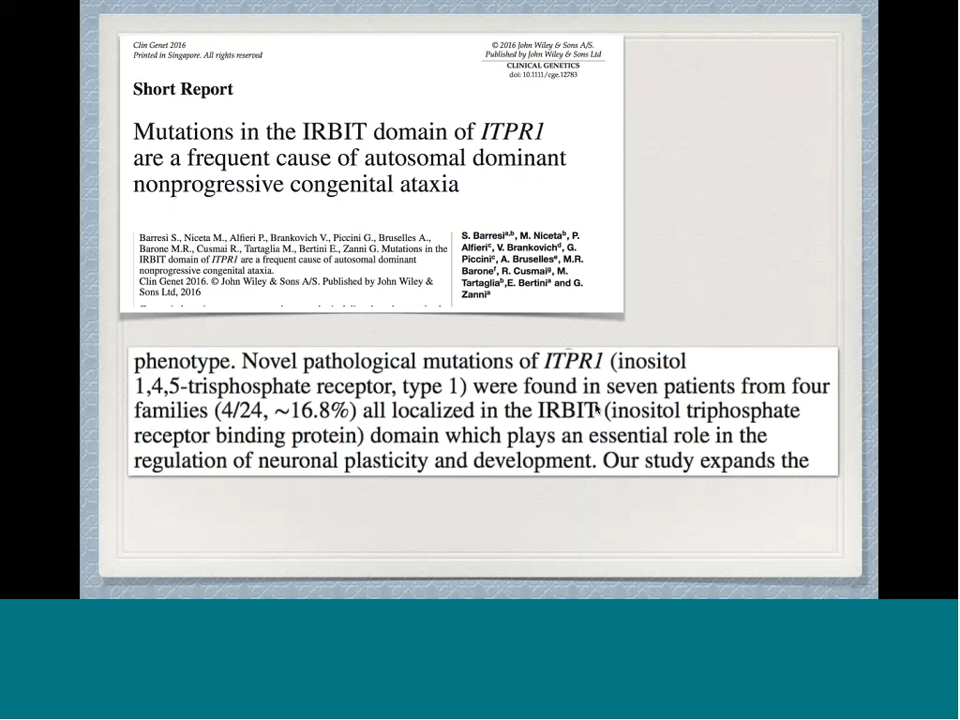 Clin Genet 2016
Printed in Singapore. All rights reserved
© 2016 John Wiley & Sons A/S.
Published by John Wiley & Sons Ltd
CLINICAL GENETICS
doi: 10.1111/cge.12783
Short Report
Mutations in the IRBIT domain of ITPR1
are a frequent cause of autosomal dominant
nonprogressive congenital ataxia
Barresi S., Niceta M., Alfieri P., Brankovich V., Piccini G., Bruselles A.,
Barone M.R., Cusmai R., Tartaglia M., Bertini E., Zanni G. Mutations in the
IRBIT domain of ITPR1 are a frequent cause of autosomal dominant
nonprogressive congenital ataxia.
Clin Genet 2016. © John Wiley & Sons A/S. Published by John Wiley &
Sons Ltd, 2016
S. Barresiᵃ·ᵇ, M. Nicetaᵇ, P.
Alfieriᶜ, V. Brankovichᵈ, G.
Picciniᶜ, A. Brusellesᵉ, M.R.
Baroneᶠ, R. Cusmaiᵍ, M.
Tartagliaᵇ,E. Bertiniᵃ and G.
Zanniᵃ
phenotype. Novel pathological mutations of ITPR1 (inositol
1,4,5-trisphosphate receptor, type 1) were found in seven patients from four
families (4/24, ~16.8%) all localized in the IRBIT (inositol triphosphate
receptor binding protein) domain which plays an essential role in the
regulation of neuronal plasticity and development. Our study expands the